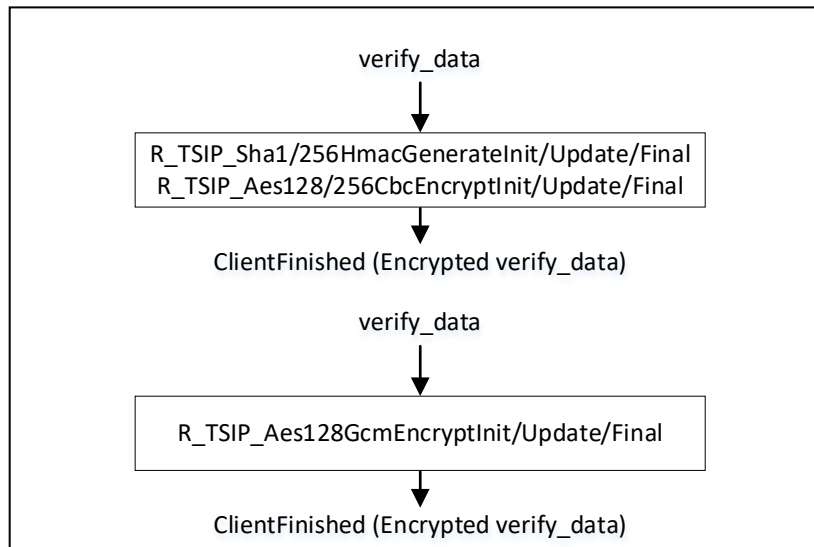 verify_data
R_TSIP_Sha1/256HmacGenerateInit/Update/Final
R_TSIP_Aes128/256CbcEncryptInit/Update/Final
ClientFinished (Encrypted verify_data)
verify_data
R_TSIP_Aes128GcmEncryptInit/Update/Final
ClientFinished (Encrypted verify_data)